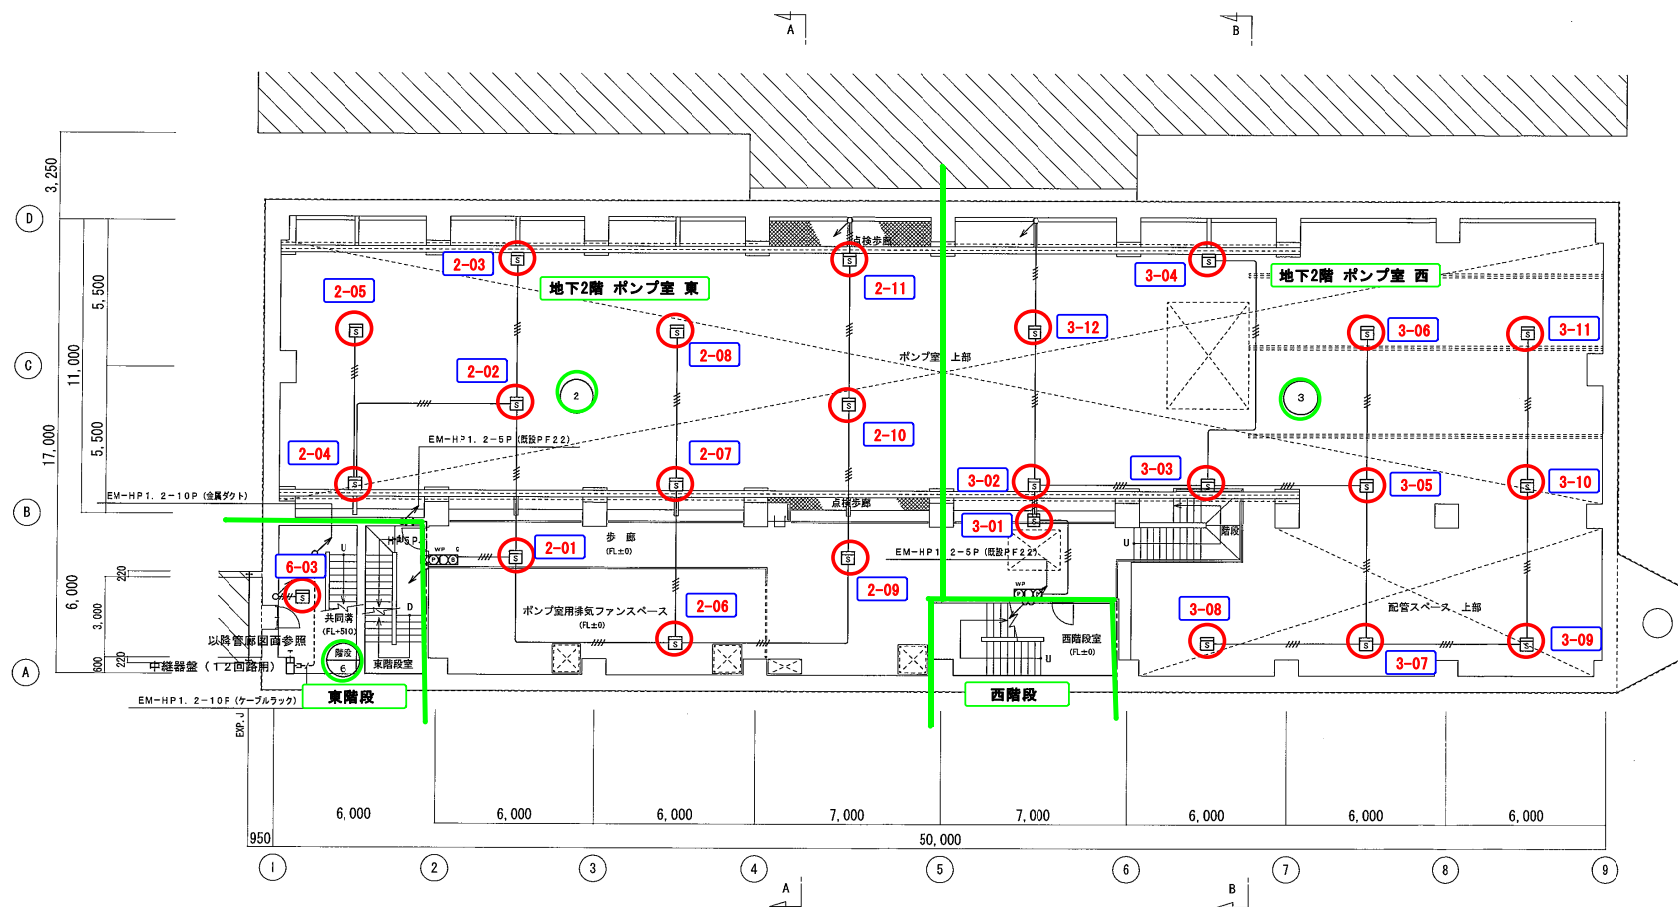 A
B
3,250
D
点検歩廊
2-03
2-11
3-04
地下2階 ポンプ室 東
地下2階 ポンプ室 西
2-05
5,500
S
3-12
3-06
3-11
2-08
ポンプ室 上部
C
11,000
2-02
2
3
17,000
2-10
EM-HP1.2-5P (既設PF22)
5,500
2-04
2-07
3-02
3-03
3-05
3-10
EM-HP1.2-10P (金属ダクト)
B
点検歩廊
3-01
階段
歩廊
(FL±0)
2-01
WP
EM-HP1.2-5P (既設PF22)
U
6-03
2-09
220
6,000
3,000
2-06
ポンプ室用排気ファンスペース
(FL±0)
WP
D
共同溝
(FL+510)
3-08
配管スペース 上部
以降管廊図面参照
階段
6
東階段室
西階段室
(FL±0)
U
3-07
3-09
中継器盤 (12回路用)
220
600
A
東階段
西階段
EM-HP1.2-10P (ケーブルラック)
EXP.J
6,000
6,000
6,000
7,000
7,000
6,000
6,000
6,000
950
50,000
1
2
3
4
5
6
7
8
9
A
B